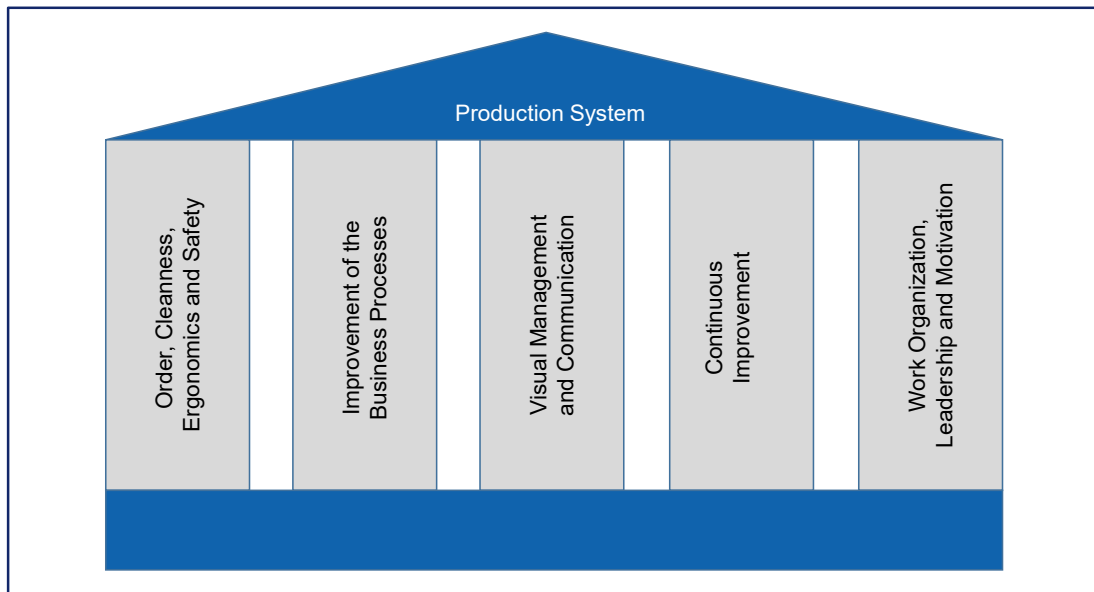 Production System
Order, Cleanness,
Ergonomics and Safety
Improvement of the
Business Processes
Visual Management
and Communication
Continuous
Improvement
Work Organization,
Leadership and Motivation